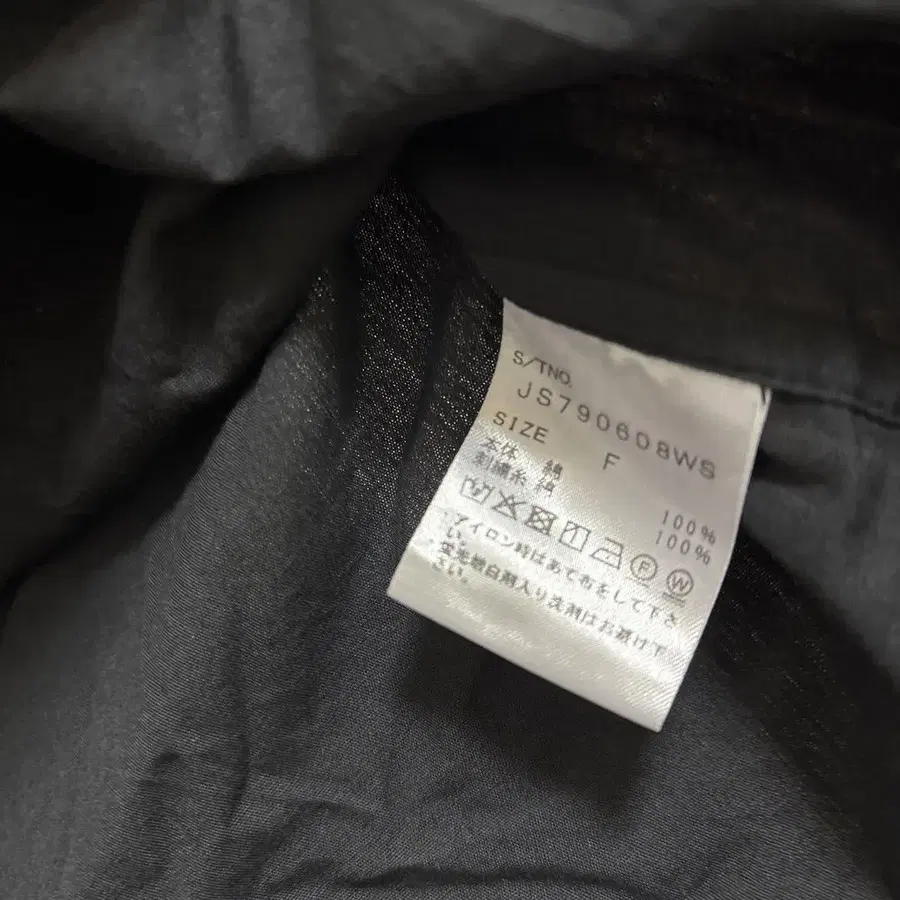 S/TNO.
JS790608WS
SIZE
F
本体 綿 100%
刺繍糸 綿 100%
F W
アイロン時はあて布をして下さ
い。
蛍光増白剤入り洗剤はお避け下
さい。